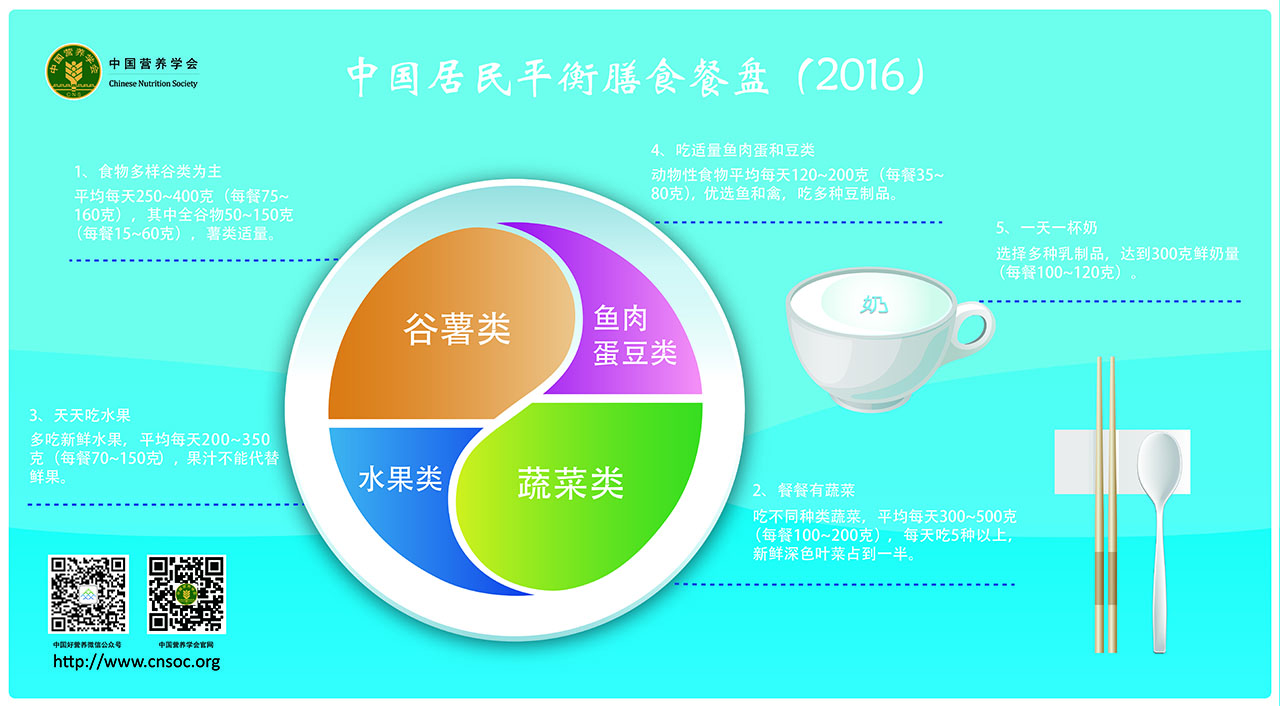 中国营养学会
CNS
中国营养学会
Chinese Nutrition Society
中国居民平衡膳食餐盘（2016）
1、食物多样谷类为主
平均每天250~400克（每餐75~
160克），其中全谷物50~150克
（每餐15~60克），薯类适量。
4、吃适量鱼肉蛋和豆类
动物性食物平均每天120~200克（每餐35~
80克），优选鱼和禽，吃多种豆制品。
5、一天一杯奶
选择多种乳制品，达到300克鲜奶量
（每餐100~120克）。
奶
谷薯类
鱼肉
蛋豆类
水果类
蔬菜类
3、天天吃水果
多吃新鲜水果，平均每天200~350
克（每餐70~150克），果汁不能代替
鲜果。
2、餐餐有蔬菜
吃不同种类蔬菜，平均每天300~500克
（每餐100~200克），每天吃5种以上，
新鲜深色叶菜占到一半。
中国好营养微信公众号
中国营养学会官网
http://www.cnsoc.org